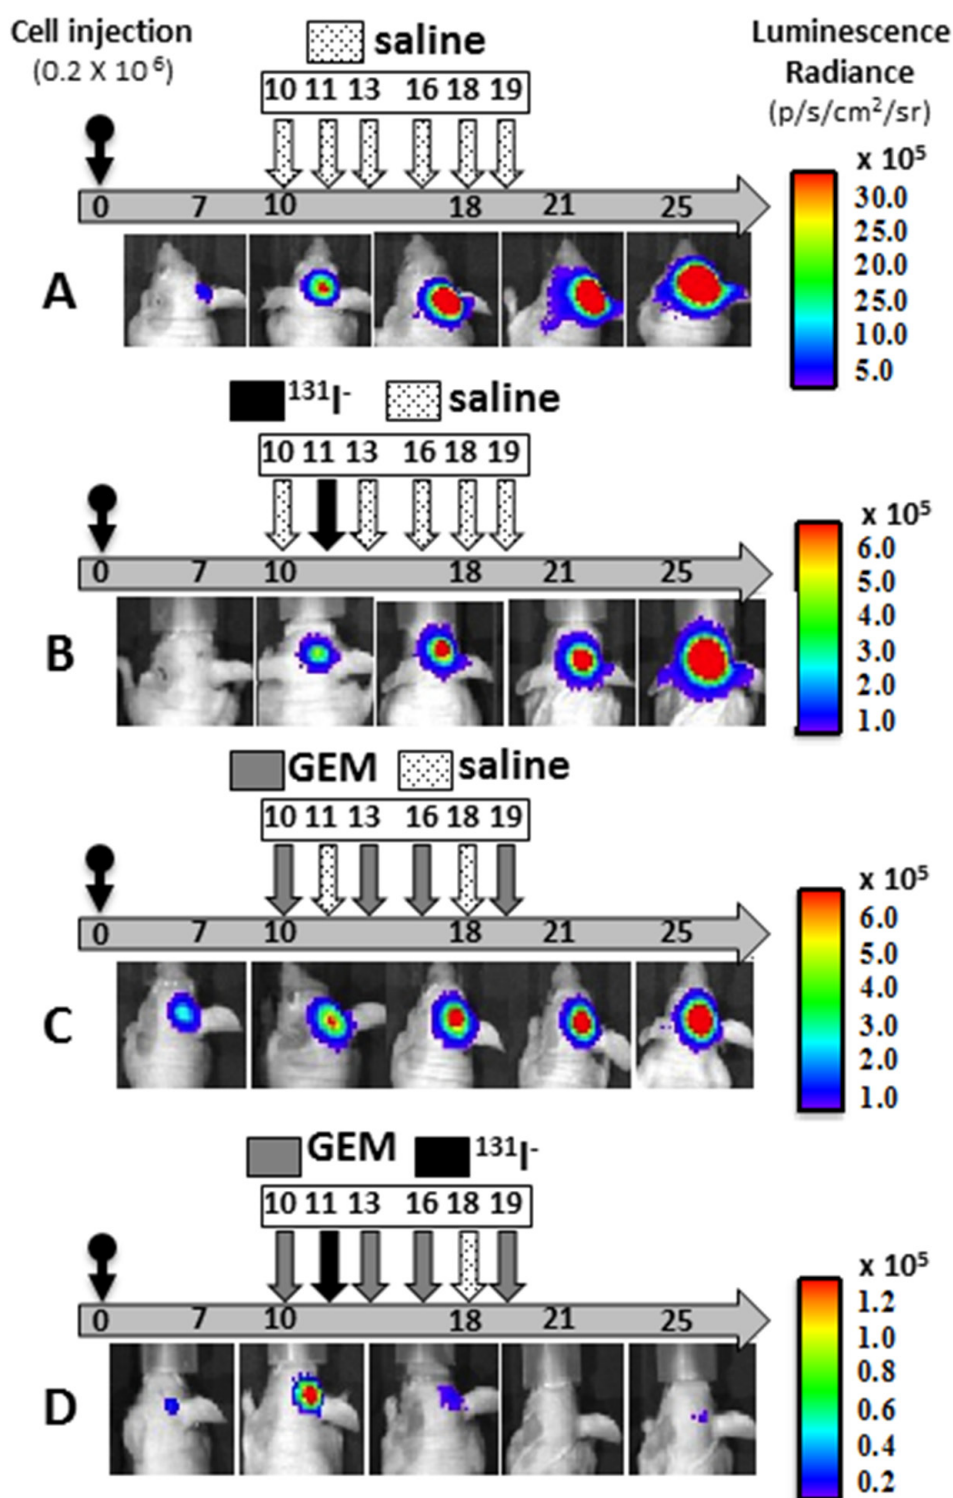 Cell injection
(0.2 X 10⁶)
saline
Luminescence
Radiance
(p/s/cm²/sr)
10 11 13 16 18 19
x 10⁵
30.0
25.0
20.0
25.0
10.0
5.0
0 7 10 18 21 25
A
¹³¹I⁻ saline
10 11 13 16 18 19
x 10⁵
6.0
5.0
4.0
3.0
2.0
1.0
0 7 10 18 21 25
B
GEM saline
10 11 13 16 18 19
x 10⁵
6.0
5.0
4.0
3.0
2.0
1.0
0 7 10 18 21 25
C
GEM ¹³¹I⁻
10 11 13 16 18 19
x 10⁵
1.2
1.0
0.8
0.6
0.4
0.2
0 7 10 18 21 25
D